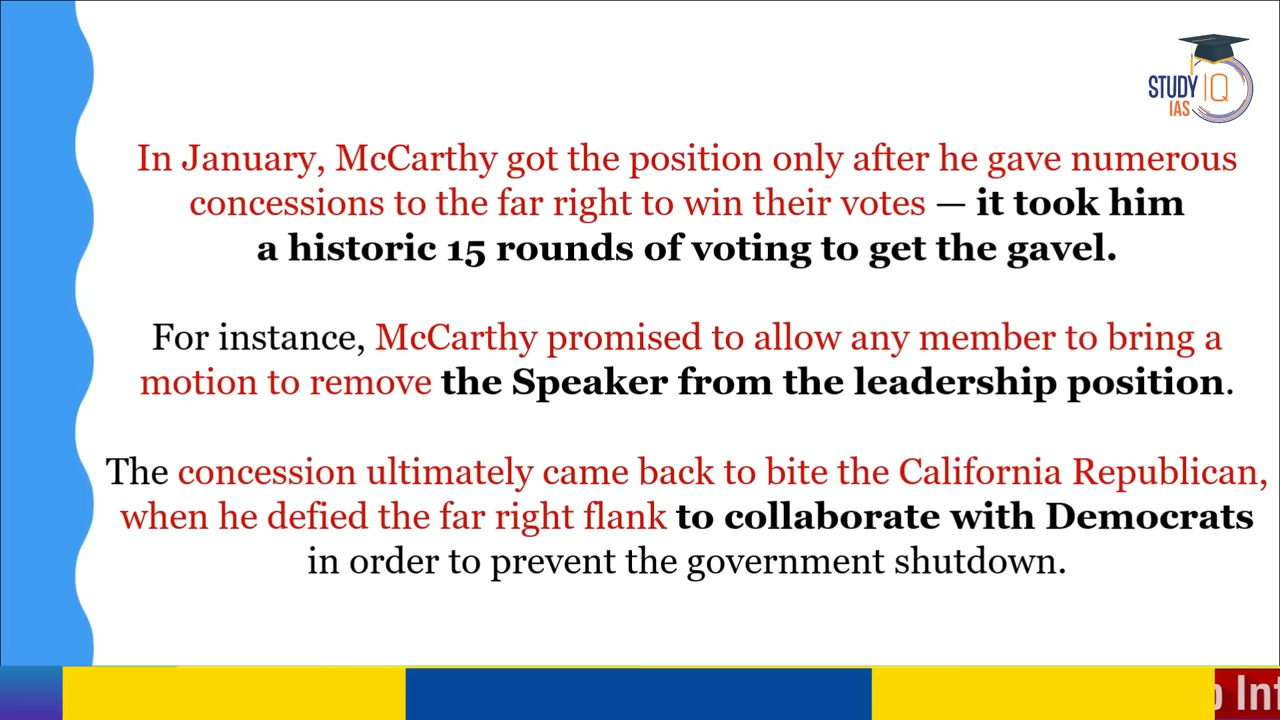 STUDY IQ
IAS
In January, McCarthy got the position only after he gave numerous
concessions to the far right to win their votes — it took him
a historic 15 rounds of voting to get the gavel.
For instance, McCarthy promised to allow any member to bring a
motion to remove the Speaker from the leadership position.
The concession ultimately came back to bite the California Republican,
when he defied the far right flank to collaborate with Democrats
in order to prevent the government shutdown.